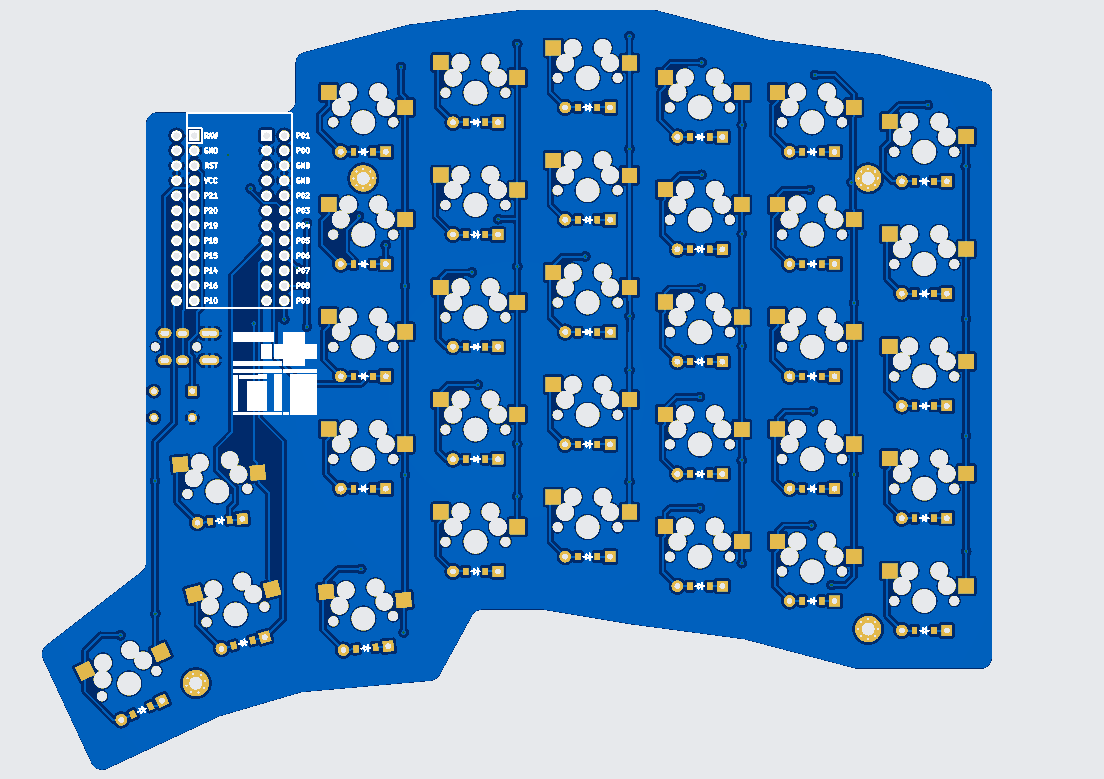 RAW P01
GND P00
RST GND
VCC GND
P21 P02
P20 P03
P19 P04
P18 P05
P15 P06
P14 P07
P16 P08
P10 P09